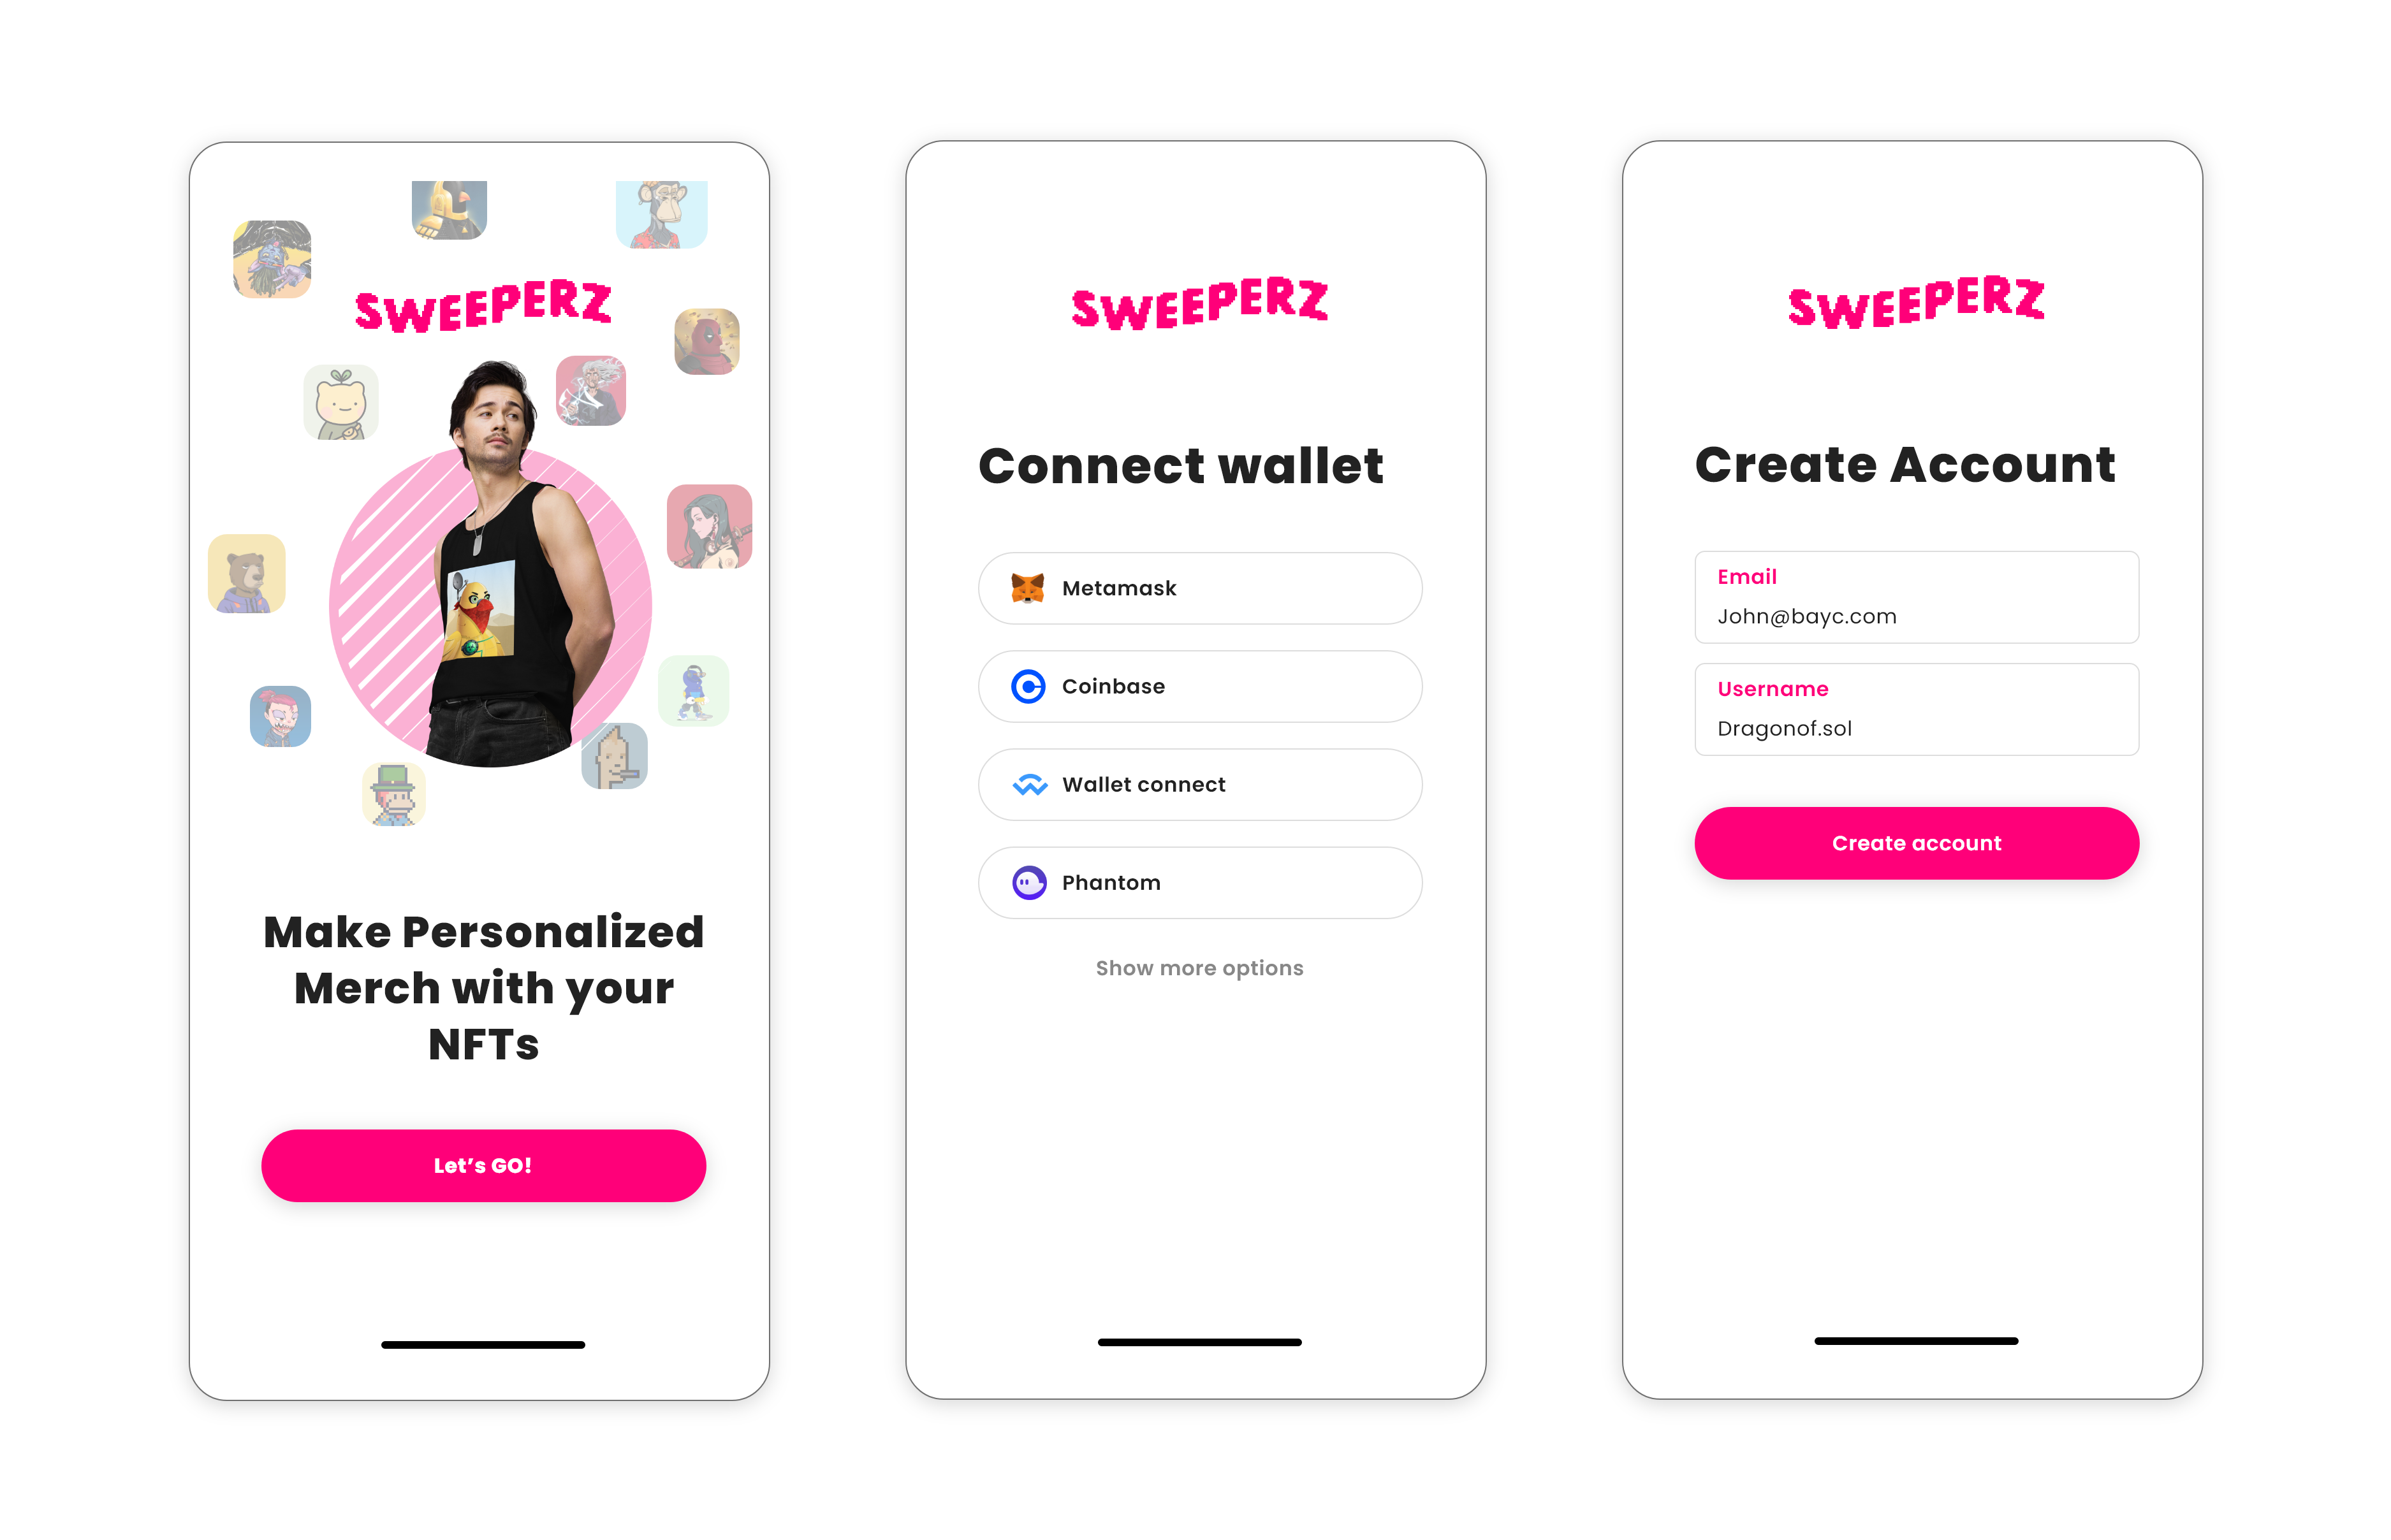 SWEEPERZ
Make Personalized
Merch with your
NFTs
Let’s GO!
SWEEPERZ
Connect wallet
Metamask
Coinbase
Wallet connect
Phantom
Show more options
SWEEPERZ
Create Account
Email
John@bayc.com
Username
Dragonof.sol
Create account